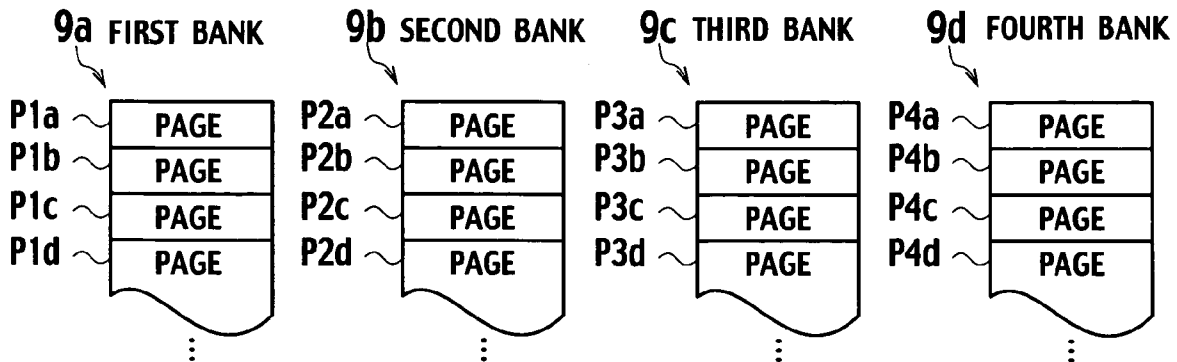 9a FIRST BANK 9b SECOND BANK 9c THIRD BANK 9d FOURTH BANK
P1a PAGE P2a PAGE P3a PAGE P4a PAGE
P1b PAGE P2b PAGE P3b PAGE P4b PAGE
P1c PAGE P2c PAGE P3c PAGE P4c PAGE
P1d PAGE P2d PAGE P3d PAGE P4d PAGE